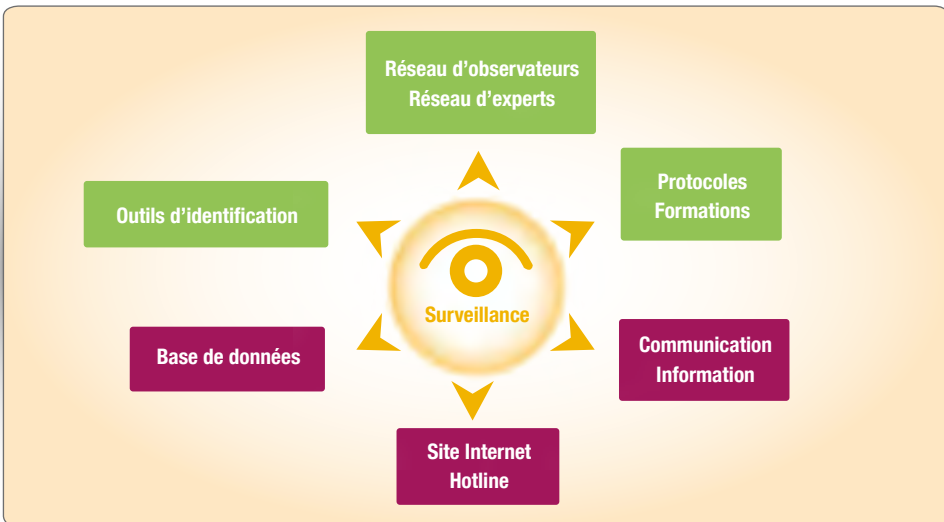 Réseau d’observateurs
Réseau d’experts
Protocoles
Formations
Outils d’identification
Surveillance
Base de données
Communication
Information
Site Internet
Hotline